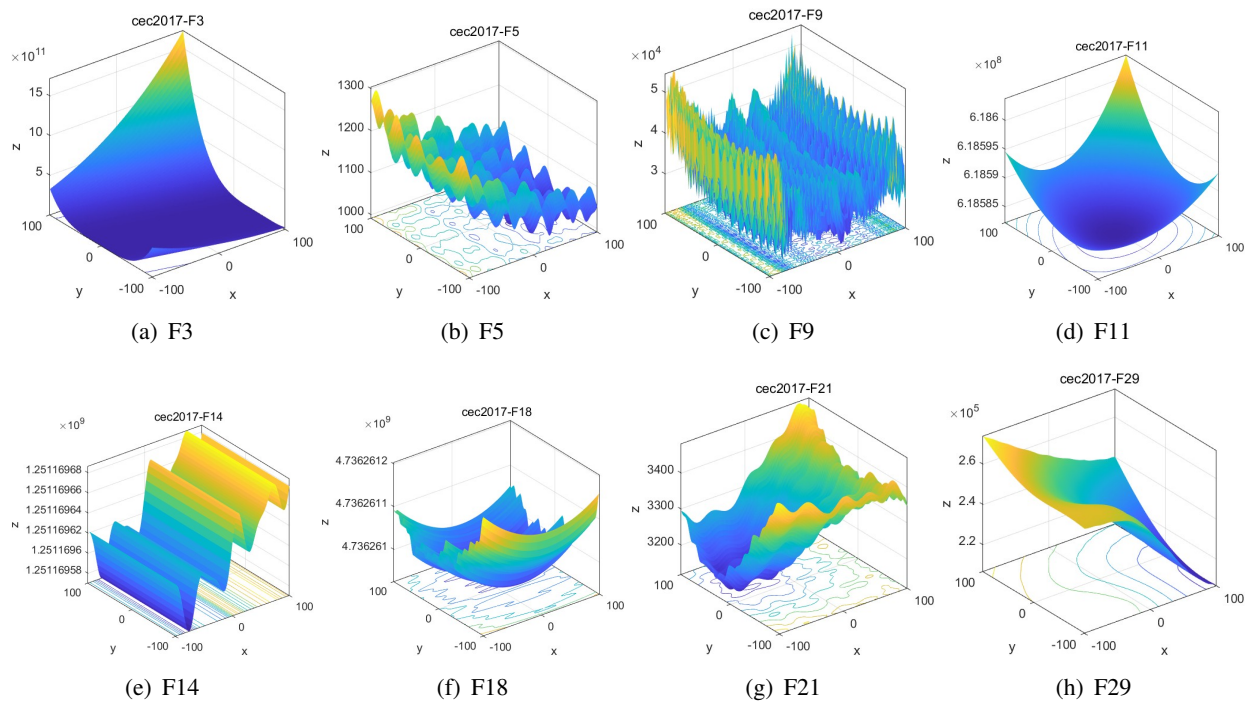 cec2017-F3
×10^11
15
10
5
z
100
0
-100
y
-100
0
100
x
(a) F3
cec2017-F5
1300
1200
1100
1000
z
100
0
-100
y
-100
0
100
x
(b) F5
cec2017-F9
×10^4
5
4
3
z
100
0
-100
y
-100
0
100
x
(c) F9
cec2017-F11
×10^8
6.186
6.18595
6.1859
6.18585
z
100
0
-100
y
-100
0
100
x
(d) F11
cec2017-F14
×10^9
1.25116968
1.25116966
1.25116964
1.25116962
1.2511696
1.25116958
z
100
0
-100
y
-100
0
100
x
(e) F14
cec2017-F18
×10^9
4.7362612
4.7362611
4.736261
z
100
0
-100
y
-100
0
100
x
(f) F18
cec2017-F21
3400
3300
3200
z
100
0
-100
y
-100
0
100
x
(g) F21
cec2017-F29
×10^5
2.6
2.4
2.2
z
100
0
-100
y
-100
0
100
x
(h) F29